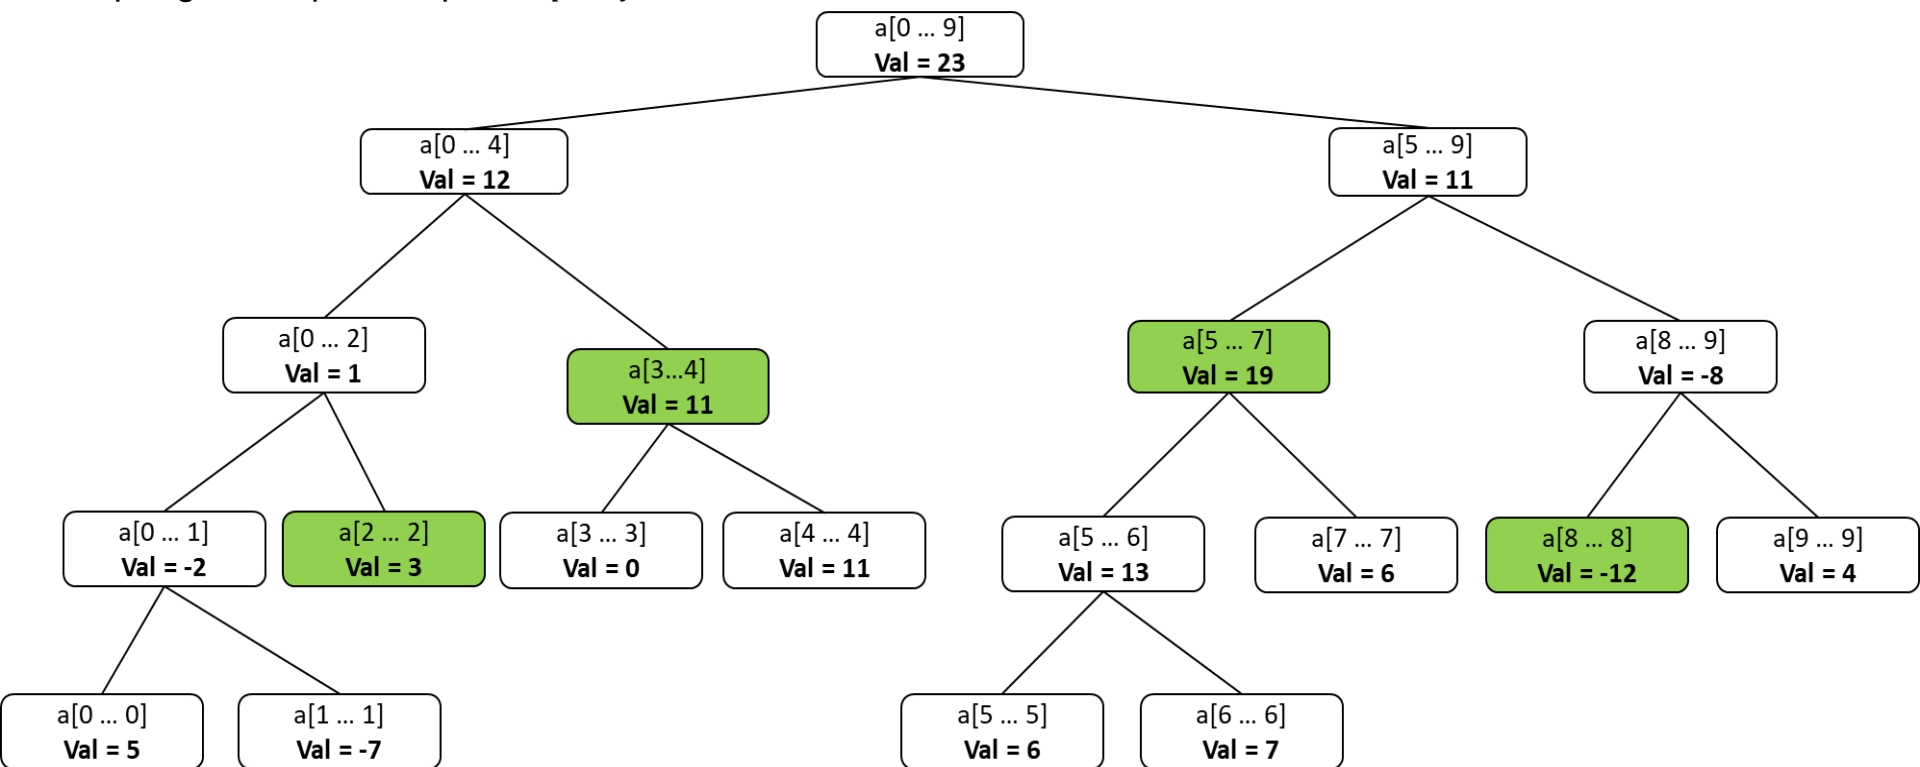 a[0 ... 9]
Val = 23
a[0 ... 4]
Val = 12
a[5 ... 9]
Val = 11
a[0 ... 2]
Val = 1
a[3...4]
Val = 11
a[5 ... 7]
Val = 19
a[8 ... 9]
Val = -8
a[0 ... 1]
Val = -2
a[2 ... 2]
Val = 3
a[3 ... 3]
Val = 0
a[4 ... 4]
Val = 11
a[5 ... 6]
Val = 13
a[7 ... 7]
Val = 6
a[8 ... 8]
Val = -12
a[9 ... 9]
Val = 4
a[0 ... 0]
Val = 5
a[1 ... 1]
Val = -7
a[5 ... 5]
Val = 6
a[6 ... 6]
Val = 7